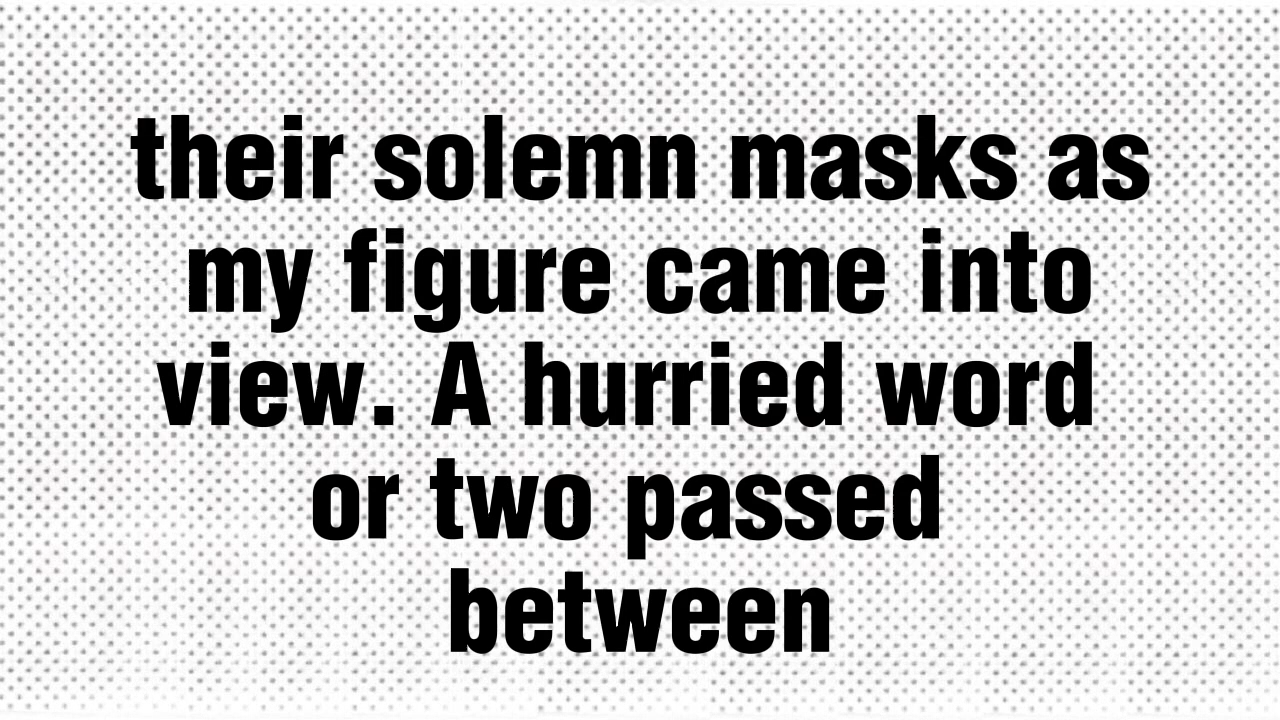 their solemn masks as
my figure came into
view. A hurried word
or two passed
between